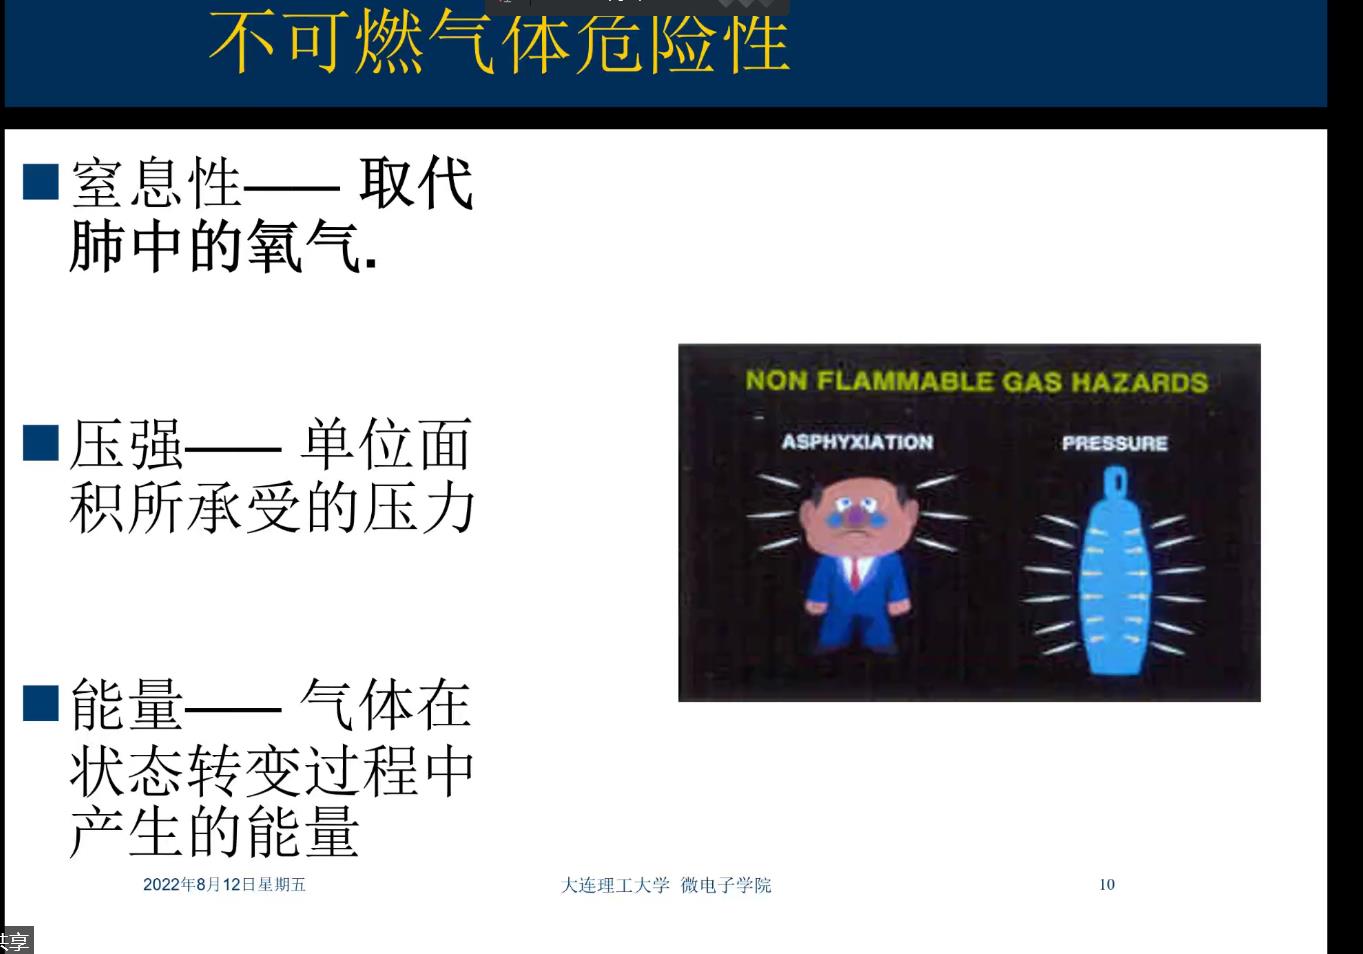 不可燃气体危险性
窒息性—— 取代
肺中的氧气.
压强—— 单位面
积所承受的压力
能量—— 气体在
状态转变过程中
产生的能量
NON FLAMMABLE GAS HAZARDS
ASPHYXIATION
PRESSURE
2022年8月12日星期五
大连理工大学 微电子学院
10
共享